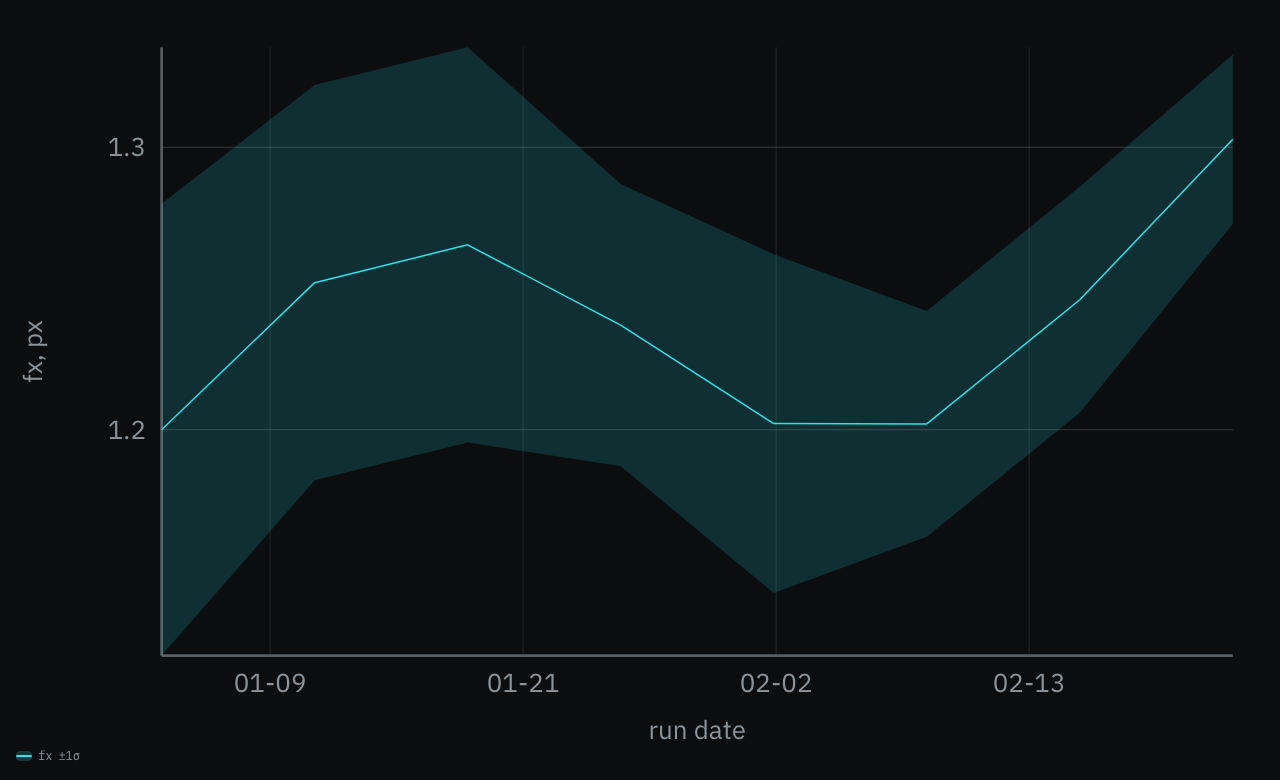 1.3
1.2
fx, px
01-09
01-21
02-02
02-13
run date
fx ±1σ